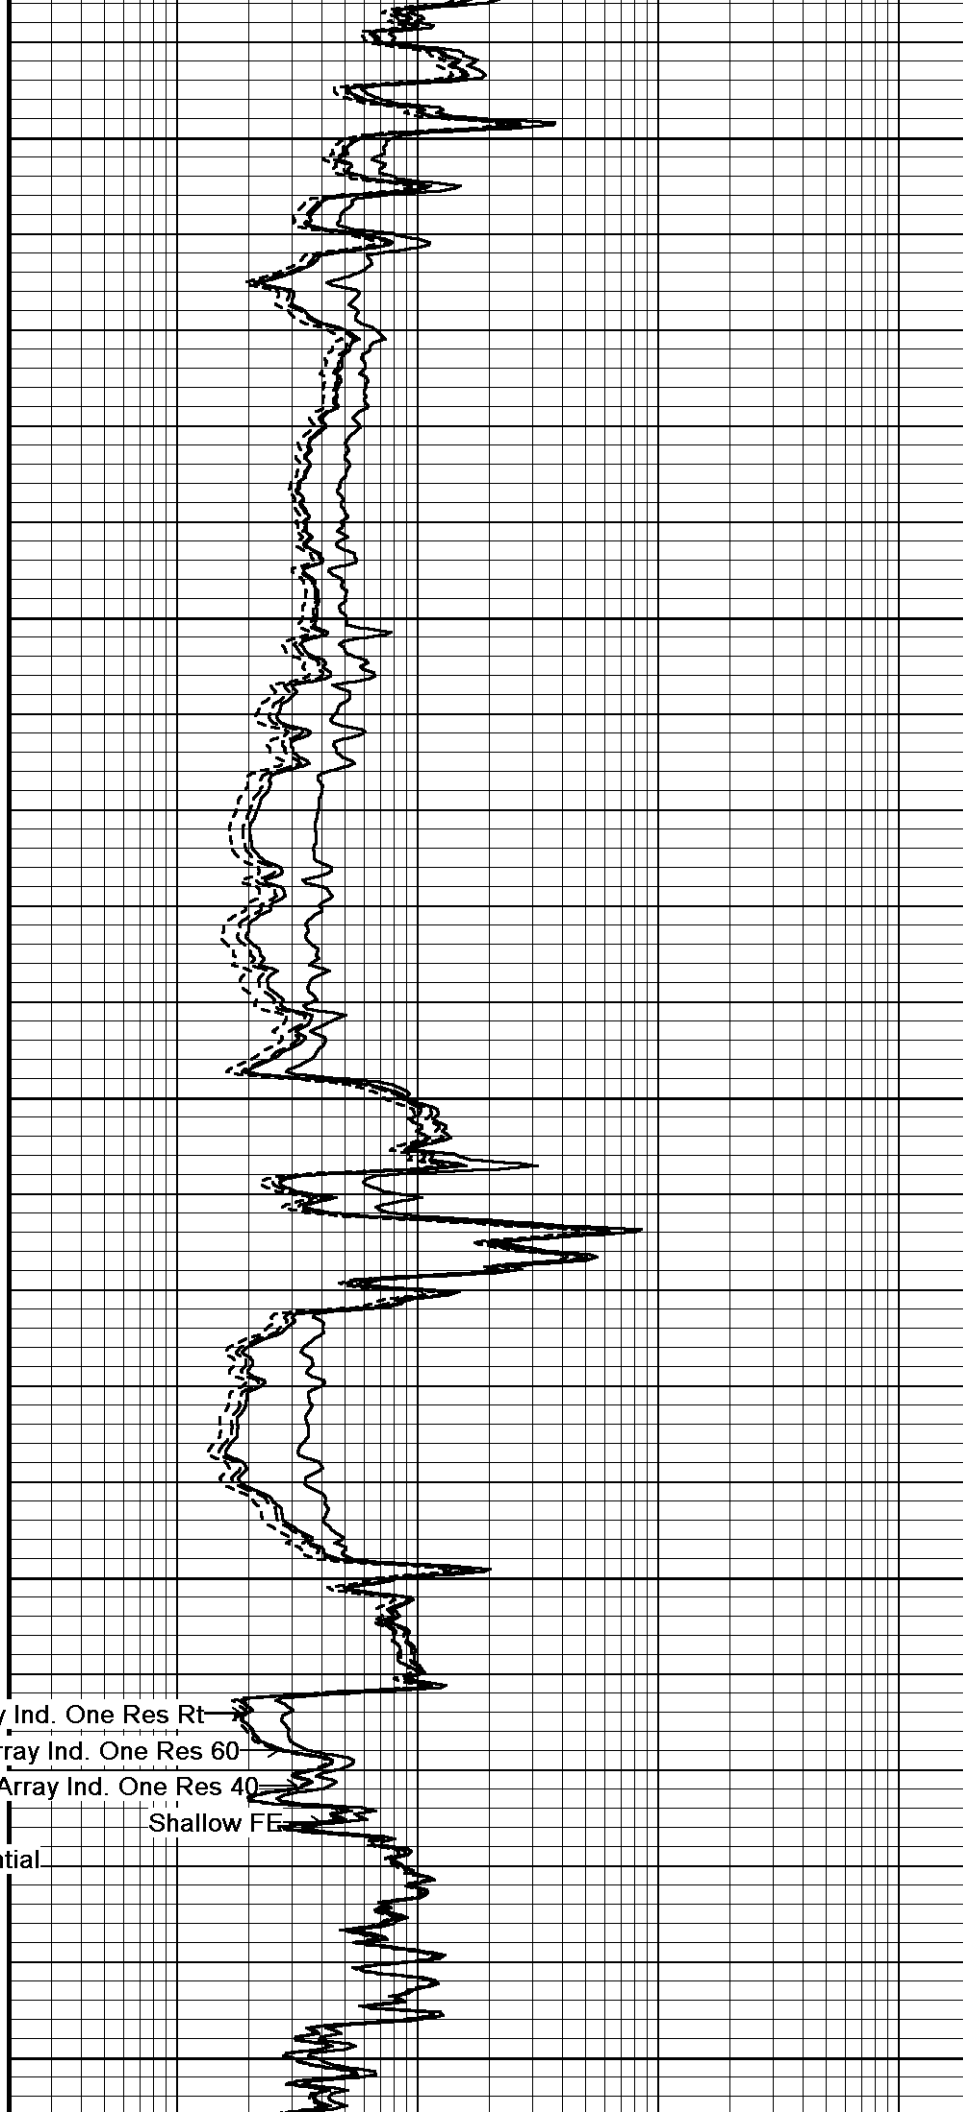 Ind. One Res Rt
rray Ind. One Res 60
Array Ind. One Res 40
Shallow FE
ntial